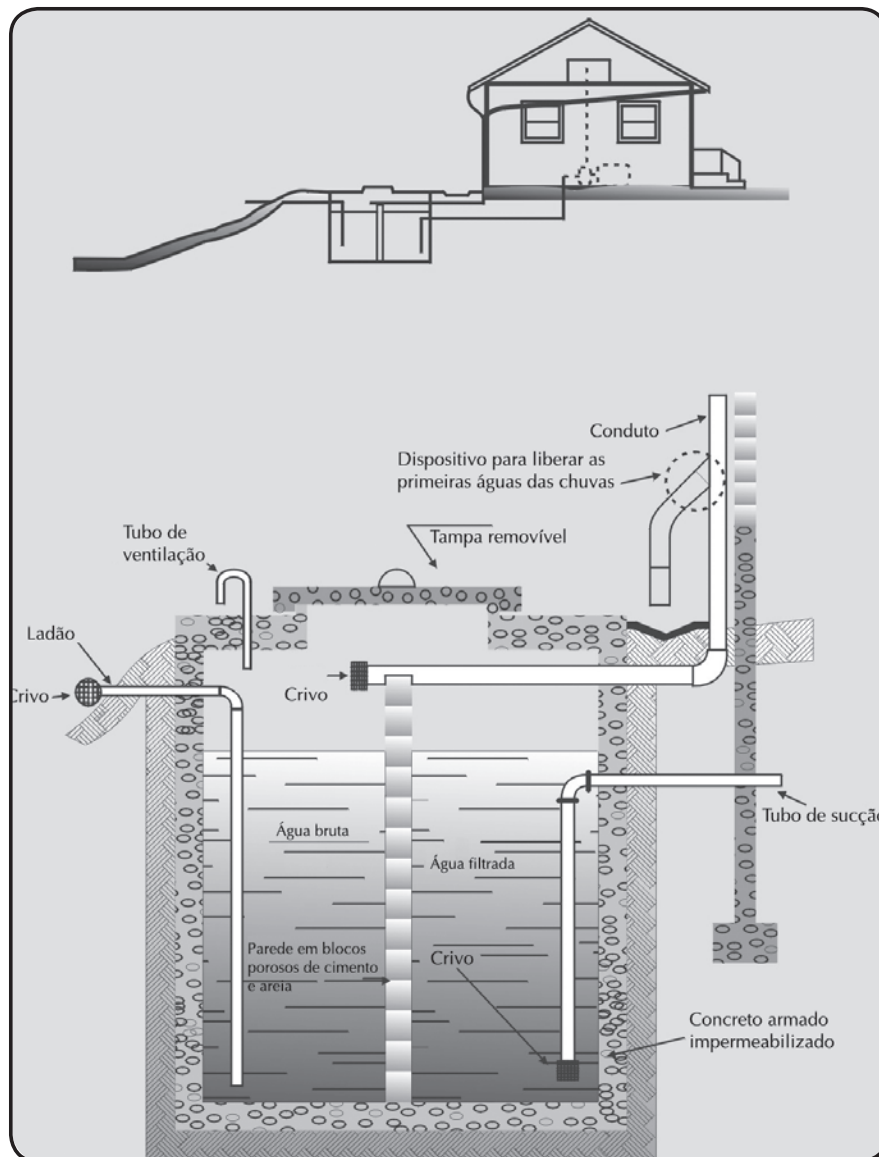 Conduto
Dispositivo para liberar as
primeiras águas das chuvas
Tubo de
ventilação
Tampa removível
Ladão
Crivo
Crivo
Tubo de sucção
Água bruta
Água filtrada
Parede em blocos
porosos de cimento
e areia
Crivo
Concreto armado
impermeabilizado